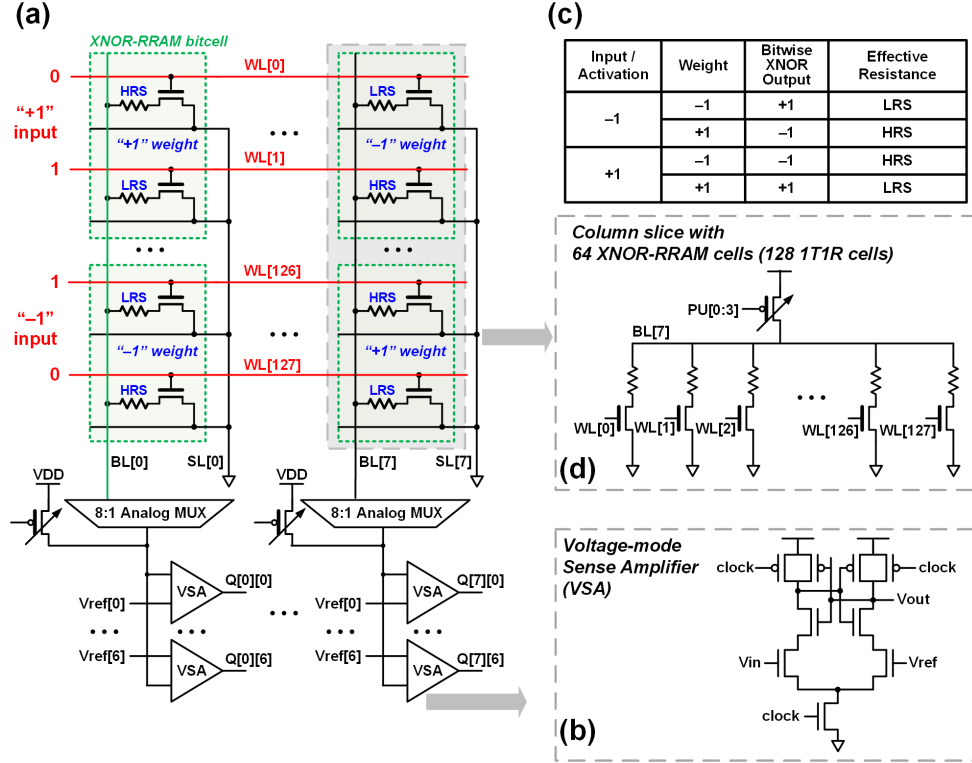 (a)
XNOR-RRAM bitcell
0
WL[0]
HRS
LRS
“+1”
input
“+1” weight
“–1” weight
1
WL[1]
LRS
HRS
1
WL[126]
LRS
HRS
“–1”
input
“–1” weight
“+1” weight
0
WL[127]
HRS
LRS
BL[0]
SL[0]
BL[7]
SL[7]
VDD
VDD
8:1 Analog MUX
8:1 Analog MUX
VSA
Q[0][0]
Vref[0]
VSA
Q[7][0]
Vref[0]
VSA
Q[0][6]
Vref[6]
VSA
Q[7][6]
Vref[6]
(c)
Input /
Activation
Weight
Bitwise
XNOR
Output
Effective
Resistance
–1
–1 +1 LRS
+1 –1 HRS
+1
–1 –1 HRS
+1 +1 LRS
Column slice with
64 XNOR-RRAM cells (128 1T1R cells)
PU[0:3]
BL[7]
WL[0]
WL[1]
WL[2]
WL[126]
WL[127]
(d)
Voltage-mode
Sense Amplifier
(VSA)
clock
clock
Vout
Vin
Vref
clock
(b)